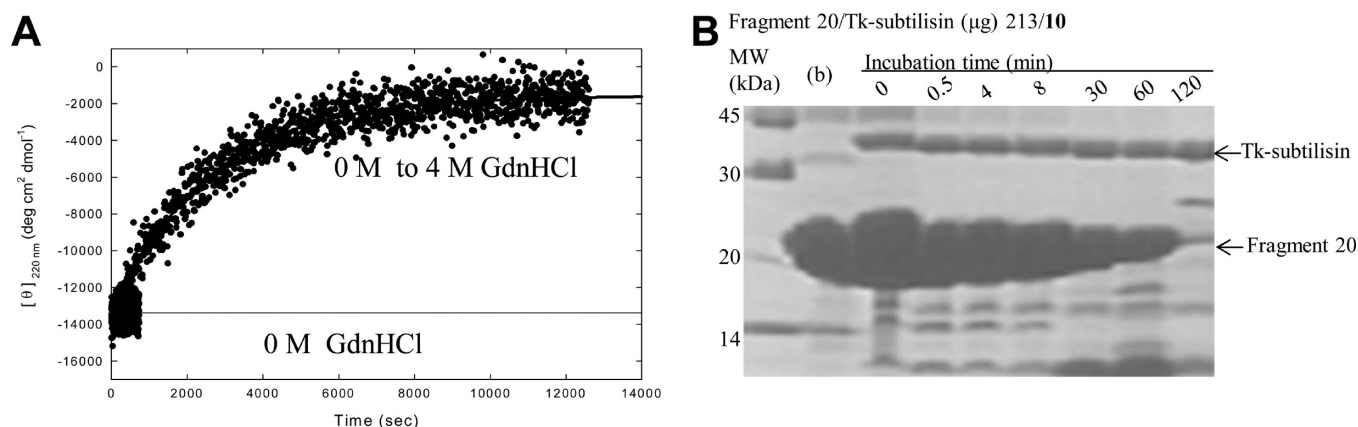 A
0
-2000
-4000
-6000
-8000
-10000
-12000
-14000
-16000
[θ] 220 nm (deg cm² dmol⁻¹)
0 M to 4 M GdnHCl
0 M GdnHCl
0 2000 4000 6000 8000 10000 12000 14000
Time (sec)
B Fragment 20/Tk-subtilisin (μg) 213/10
MW
(kDa)
(b)
Incubation time (min)
0 0.5 4 8 30 60 120
45
30
20
14
Tk-subtilisin
Fragment 20